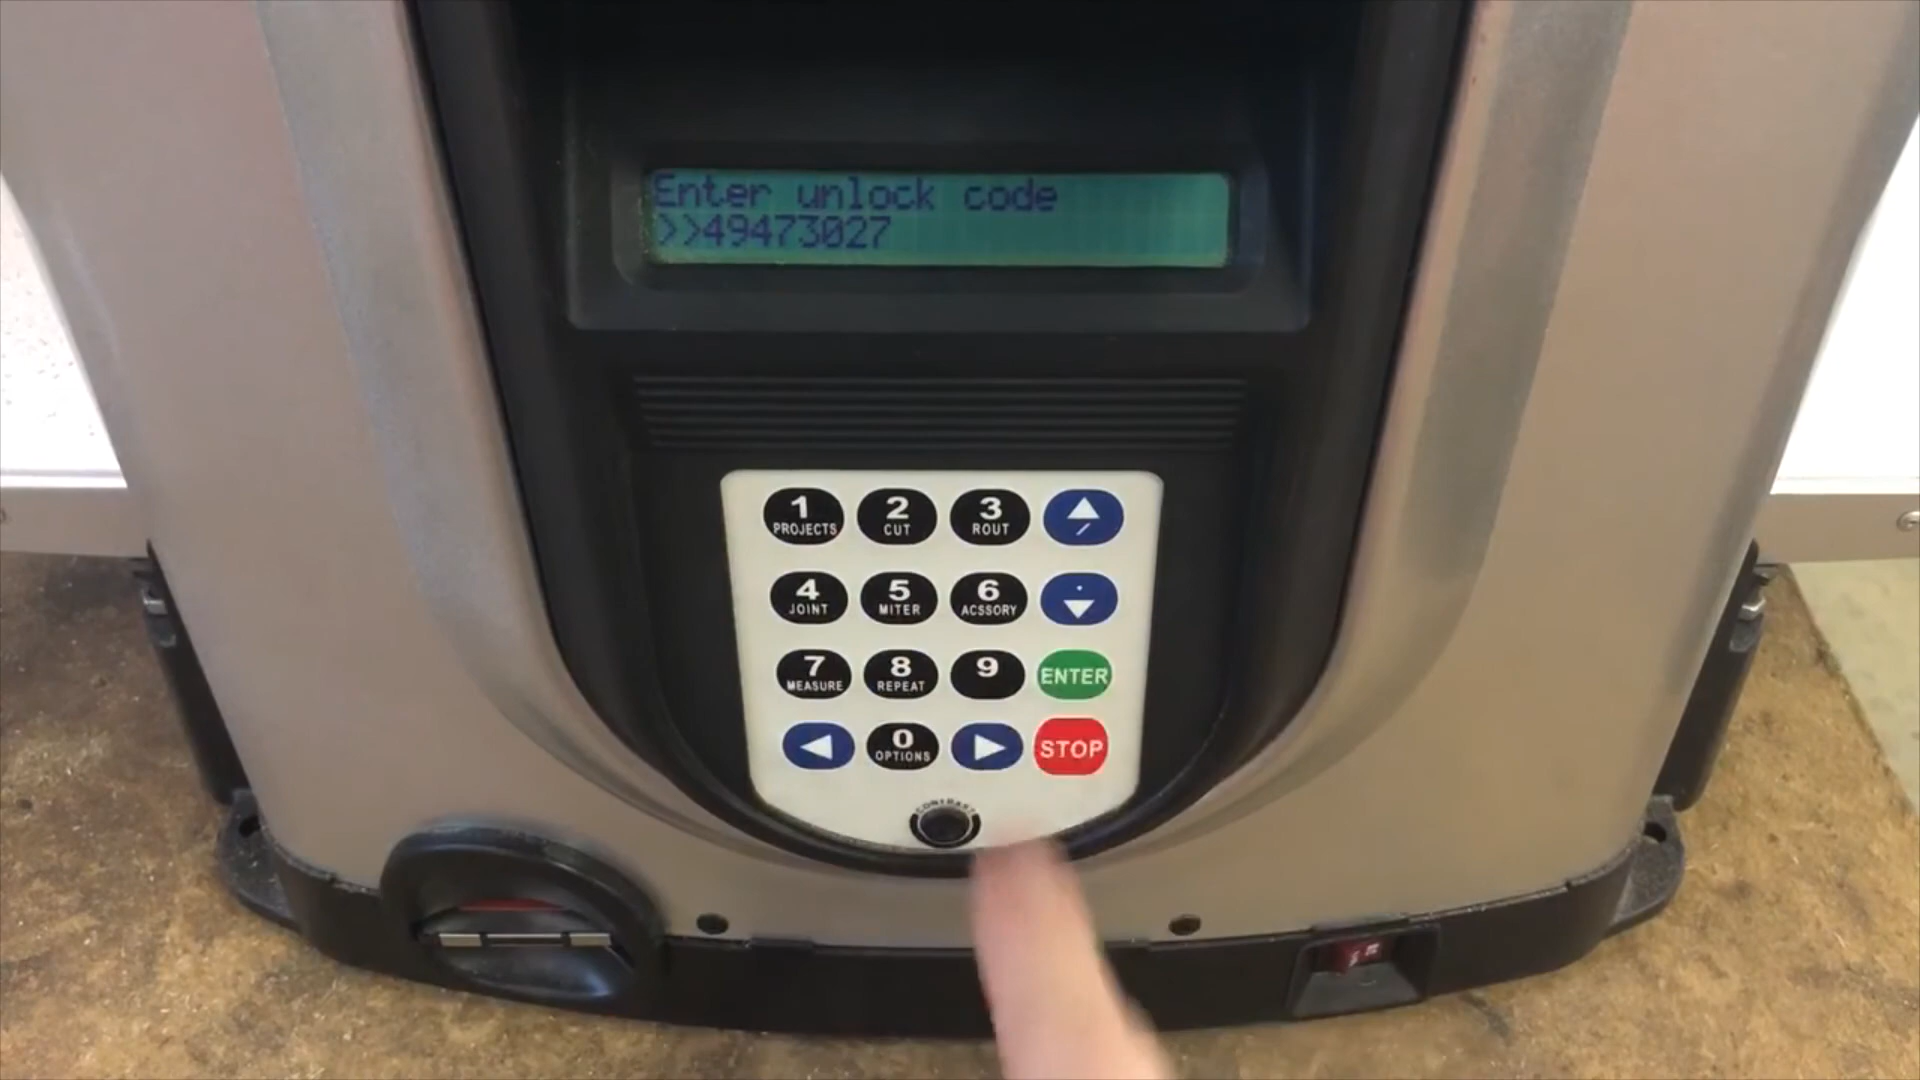 Enter unlock code
>>49473027
1 2 3
PROJECTS CUT ROUT
4 5 6
JOINT MITER ACSSORY
7 8 9 ENTER
MEASURE REPEAT
0 STOP
OPTIONS
CONTRAST